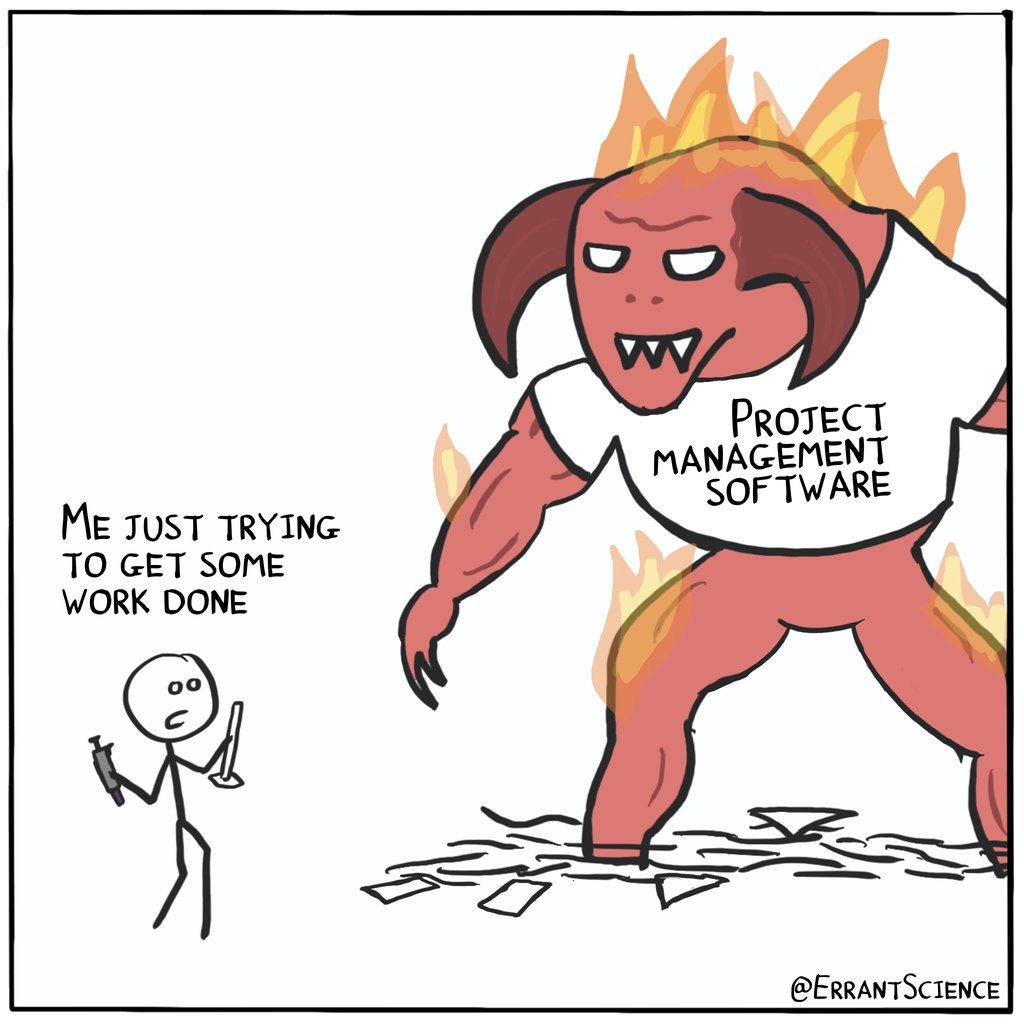 Project
management
software
Me just trying
to get some
work done
@ErrantScience